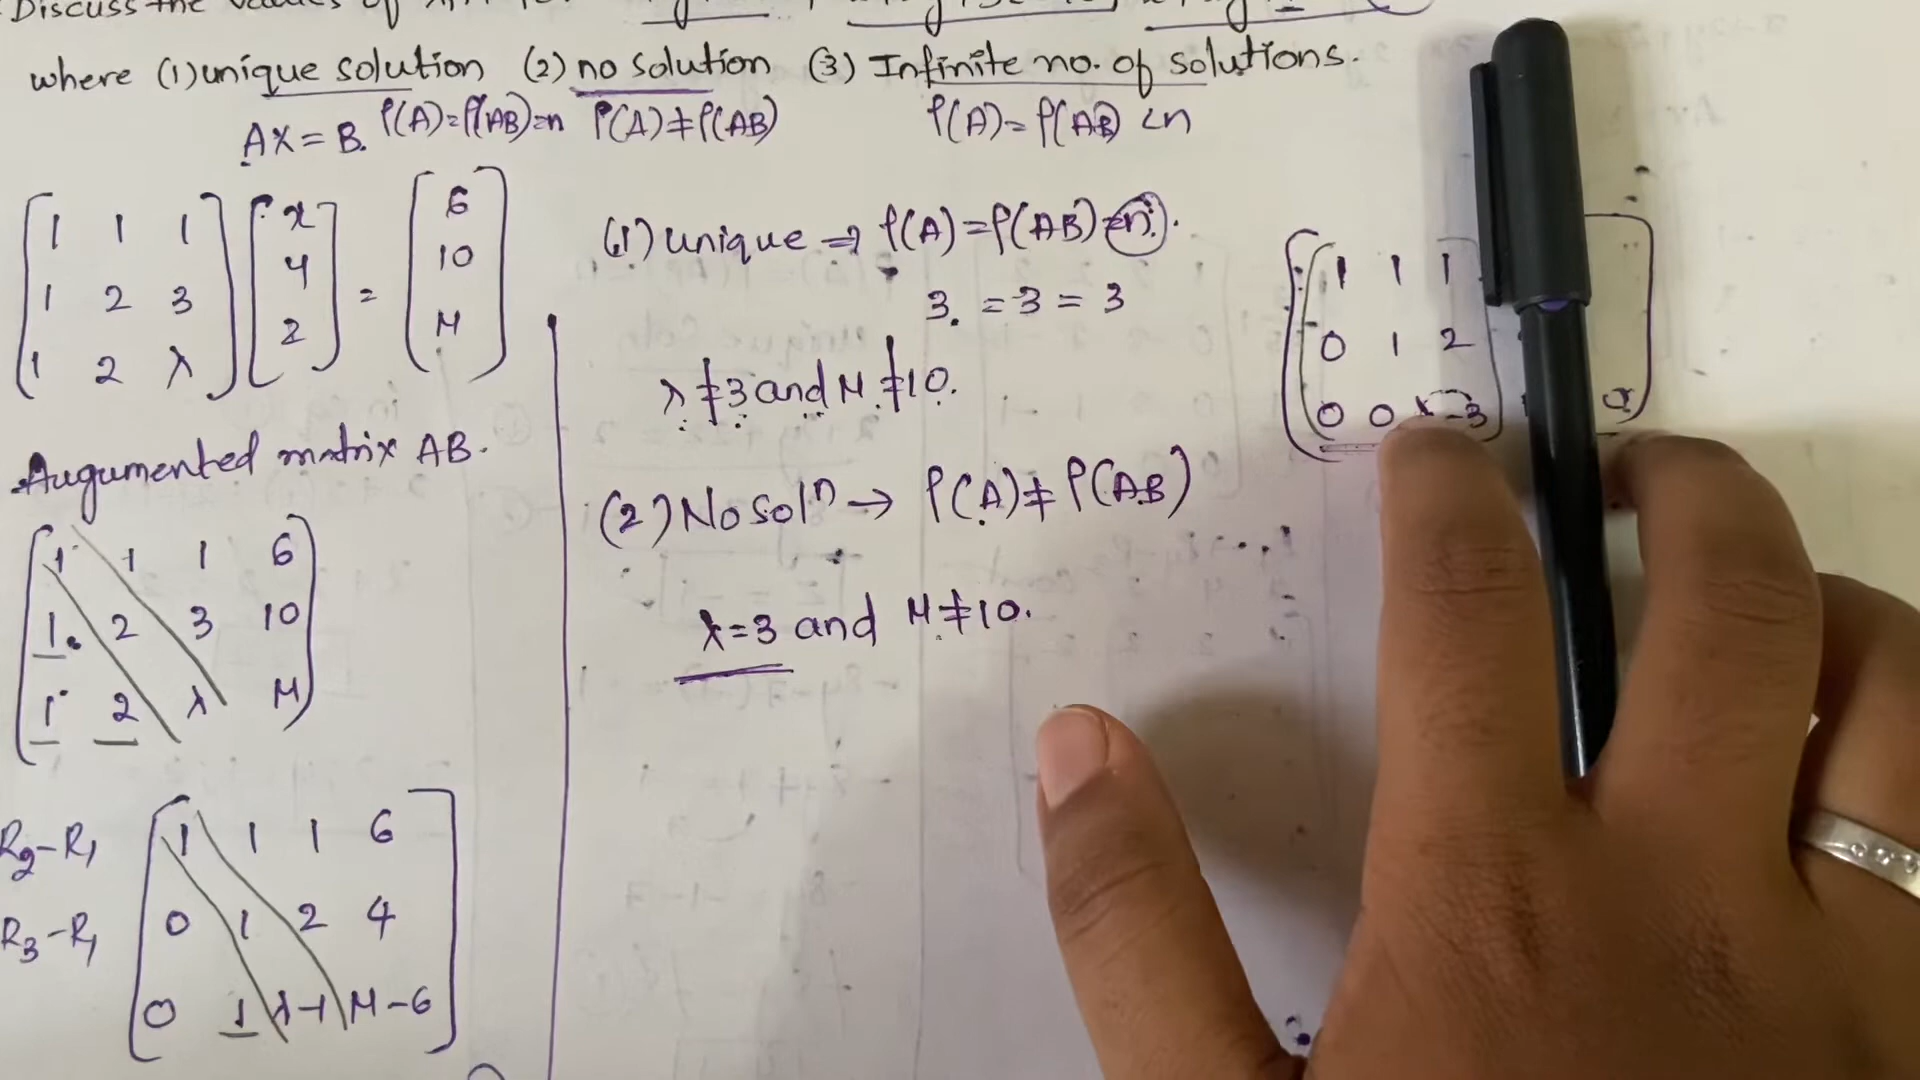 Discuss the values of
where (1) unique solution (2) no solution (3) Infinite no. of solutions.
AX = B. ρ(A)=ρ(AB)=n ρ(A)≠ρ(AB) ρ(A)=ρ(AB)<n
1 1 1 x 6
1 2 3 y = 10
1 2 λ z μ
Augumented matrix AB.
1 1 1 6
1 2 3 10
1 2 λ μ
1 1 1 6
R2-R1 0 1 2 4
R3-R1 0 1 λ-1 μ-6
(1) unique ⇒ ρ(A)=ρ(AB)=n.
3 = 3 = 3
λ≠3 and μ≠10.
(2) No solⁿ → ρ(A)≠ρ(AB)
λ=3 and μ≠10.
1 1 1
0 1 2
0 0 λ-3